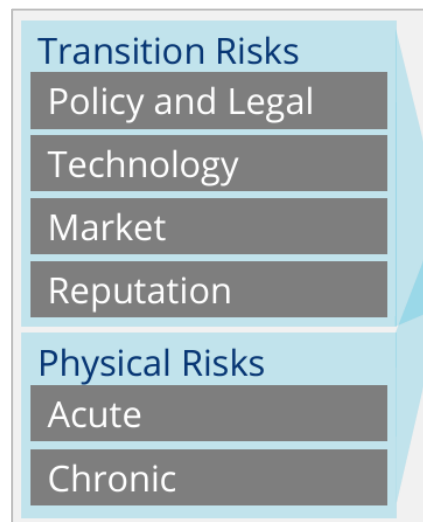 Transition Risks
Policy and Legal
Technology
Market
Reputation
Physical Risks
Acute
Chronic